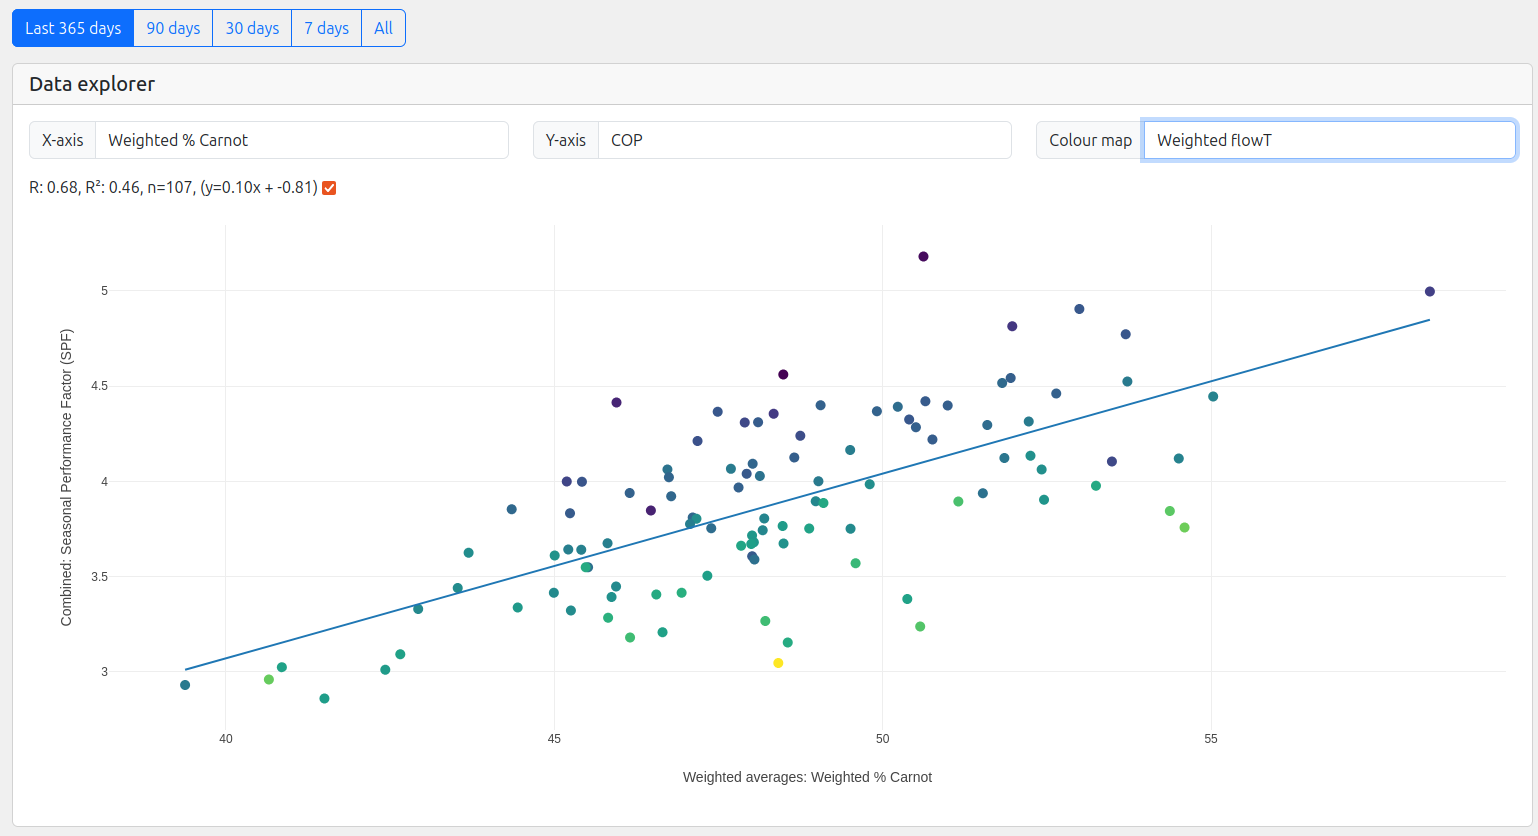 Last 365 days 90 days 30 days 7 days All
Data explorer
X-axis Weighted % Carnot Y-axis COP Colour map Weighted flowT
R: 0.68, R²: 0.46, n=107, (y=0.10x + -0.81)
Combined: Seasonal Performance Factor (SPF)
5
4.5
4
3.5
3
40 45 50 55
Weighted averages: Weighted % Carnot